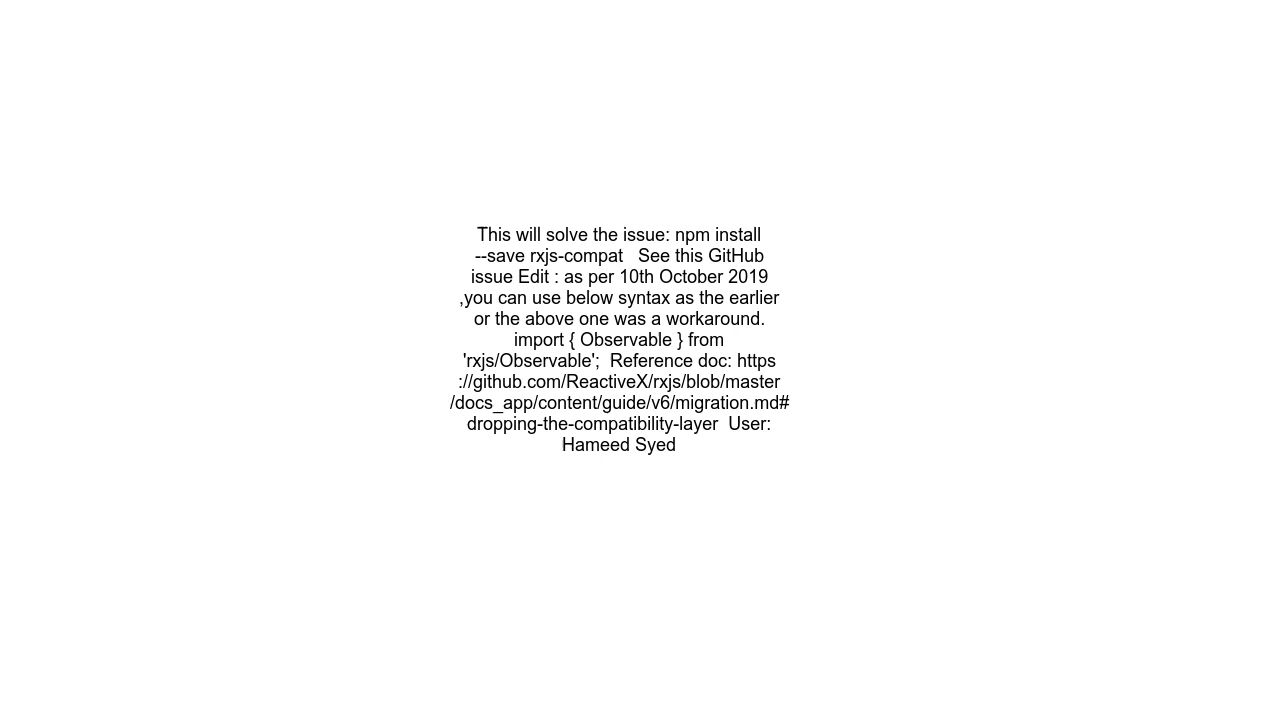 This will solve the issue: npm install
--save rxjs-compat   See this GitHub
issue Edit : as per 10th October 2019
,you can use below syntax as the earlier
or the above one was a workaround.
import { Observable } from
'rxjs/Observable';  Reference doc: https
://github.com/ReactiveX/rxjs/blob/master
/docs_app/content/guide/v6/migration.md#
dropping-the-compatibility-layer  User:
Hameed Syed